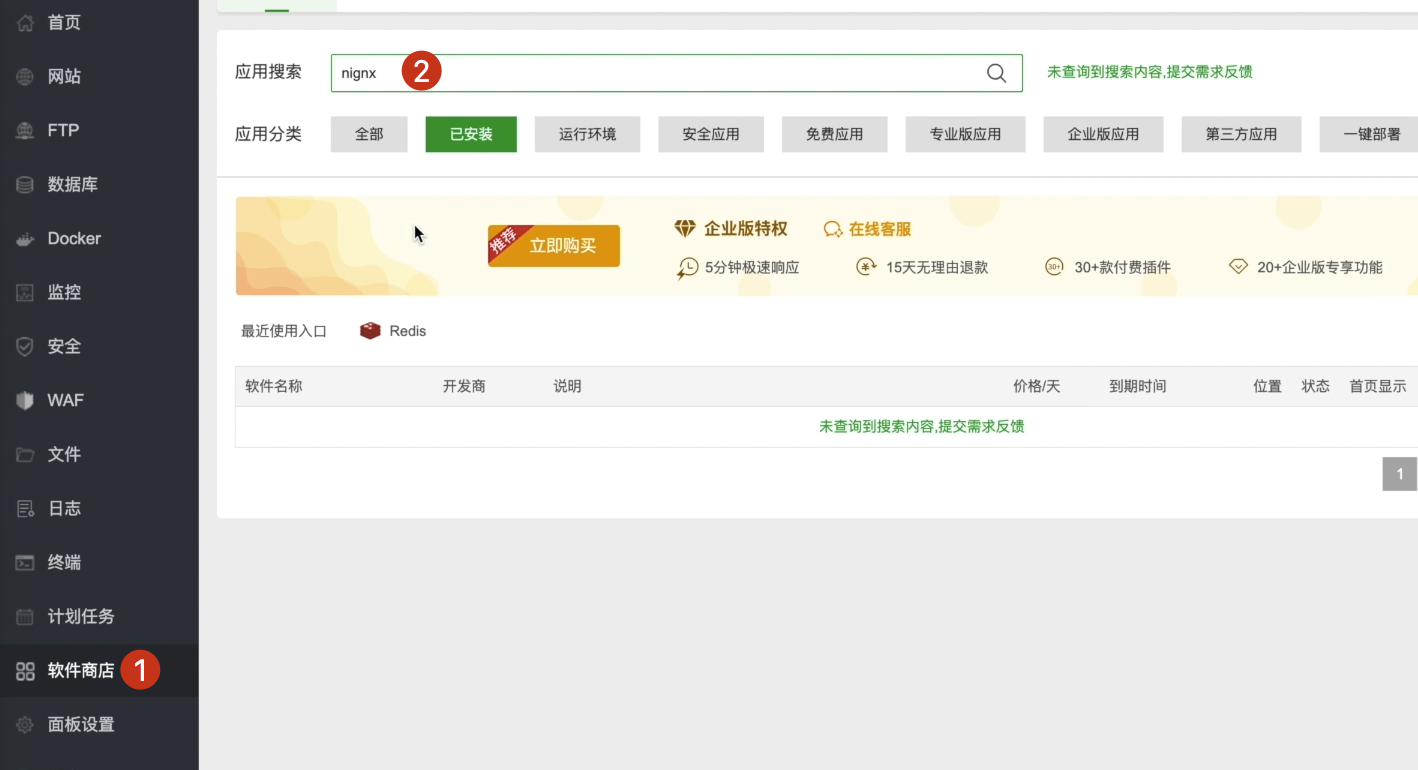 首页
网站
FTP
数据库
Docker
监控
安全
WAF
文件
日志
终端
计划任务
软件商店 1
面板设置
应用搜索 nignx 2 未查询到搜索内容,提交需求反馈
应用分类 全部 已安装 运行环境 安全应用 免费应用 专业版应用 企业版应用 第三方应用 一键部署
推荐 立即购买
企业版特权 在线客服
5分钟极速响应 15天无理由退款 30+ 30+款付费插件 20+企业版专享功能
最近使用入口 Redis
软件名称 开发商 说明 价格/天 到期时间 位置 状态 首页显示
未查询到搜索内容,提交需求反馈
1